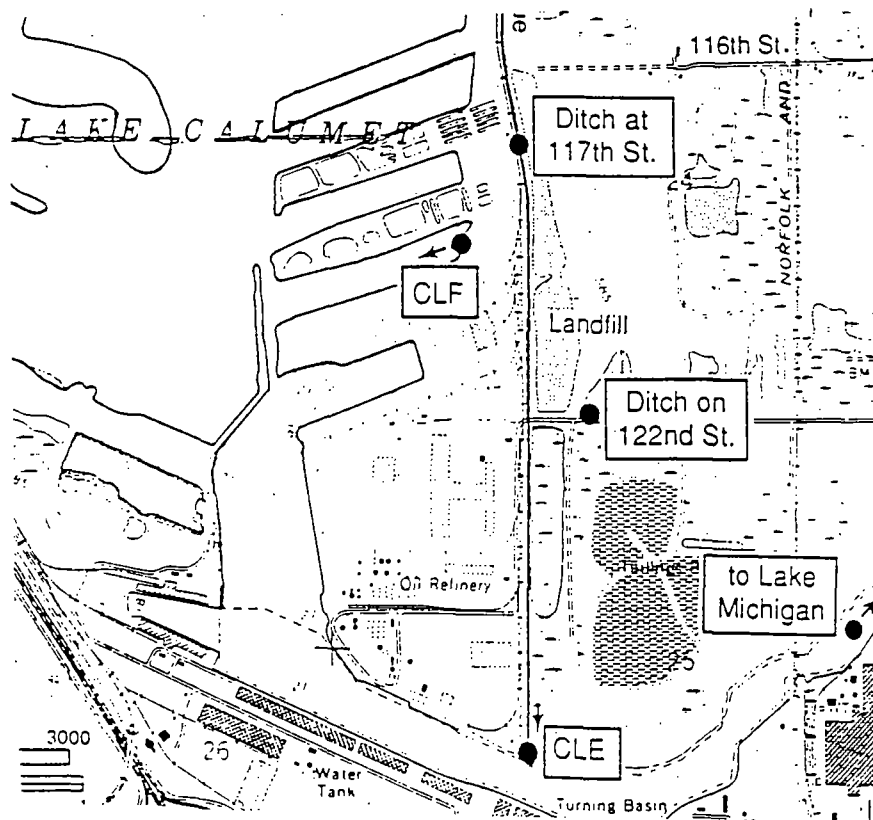 116th St.
LAKE CALUMET
Ditch at
117th St.
NORFOLK AND
CLF
Landfill
Ditch on
122nd St.
Oil Refinery
to Lake
Michigan
25
3000
26
CLE
Water
Tank
Turning Basin